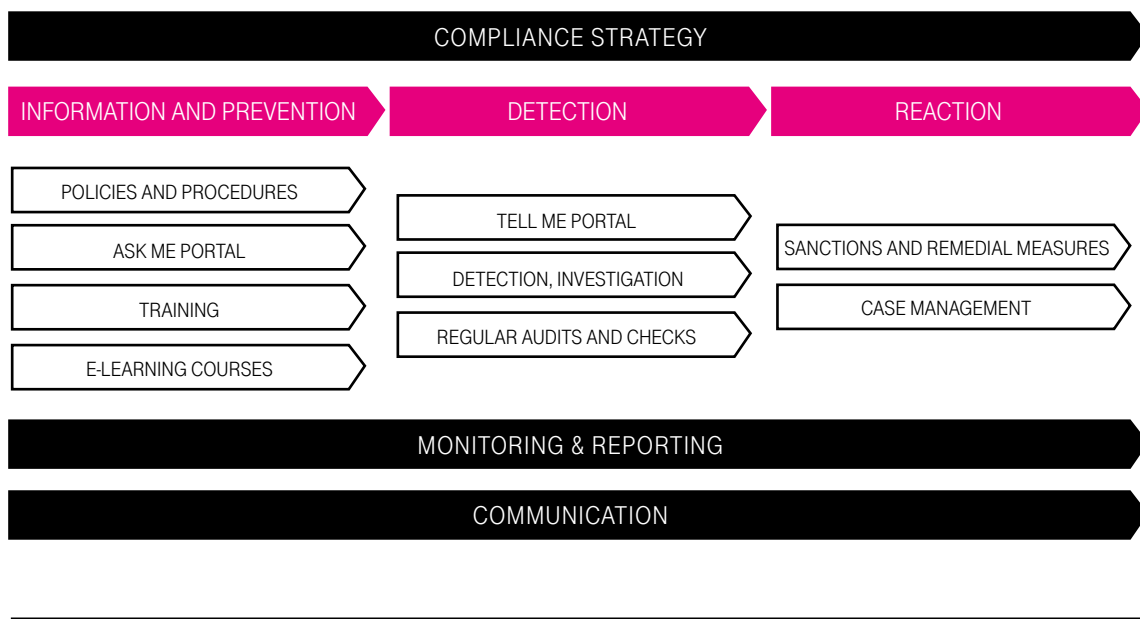 COMPLIANCE STRATEGY
INFORMATION AND PREVENTION
DETECTION
REACTION
POLICIES AND PROCEDURES
ASK ME PORTAL
TRAINING
E-LEARNING COURSES
TELL ME PORTAL
DETECTION, INVESTIGATION
REGULAR AUDITS AND CHECKS
SANCTIONS AND REMEDIAL MEASURES
CASE MANAGEMENT
MONITORING & REPORTING
COMMUNICATION